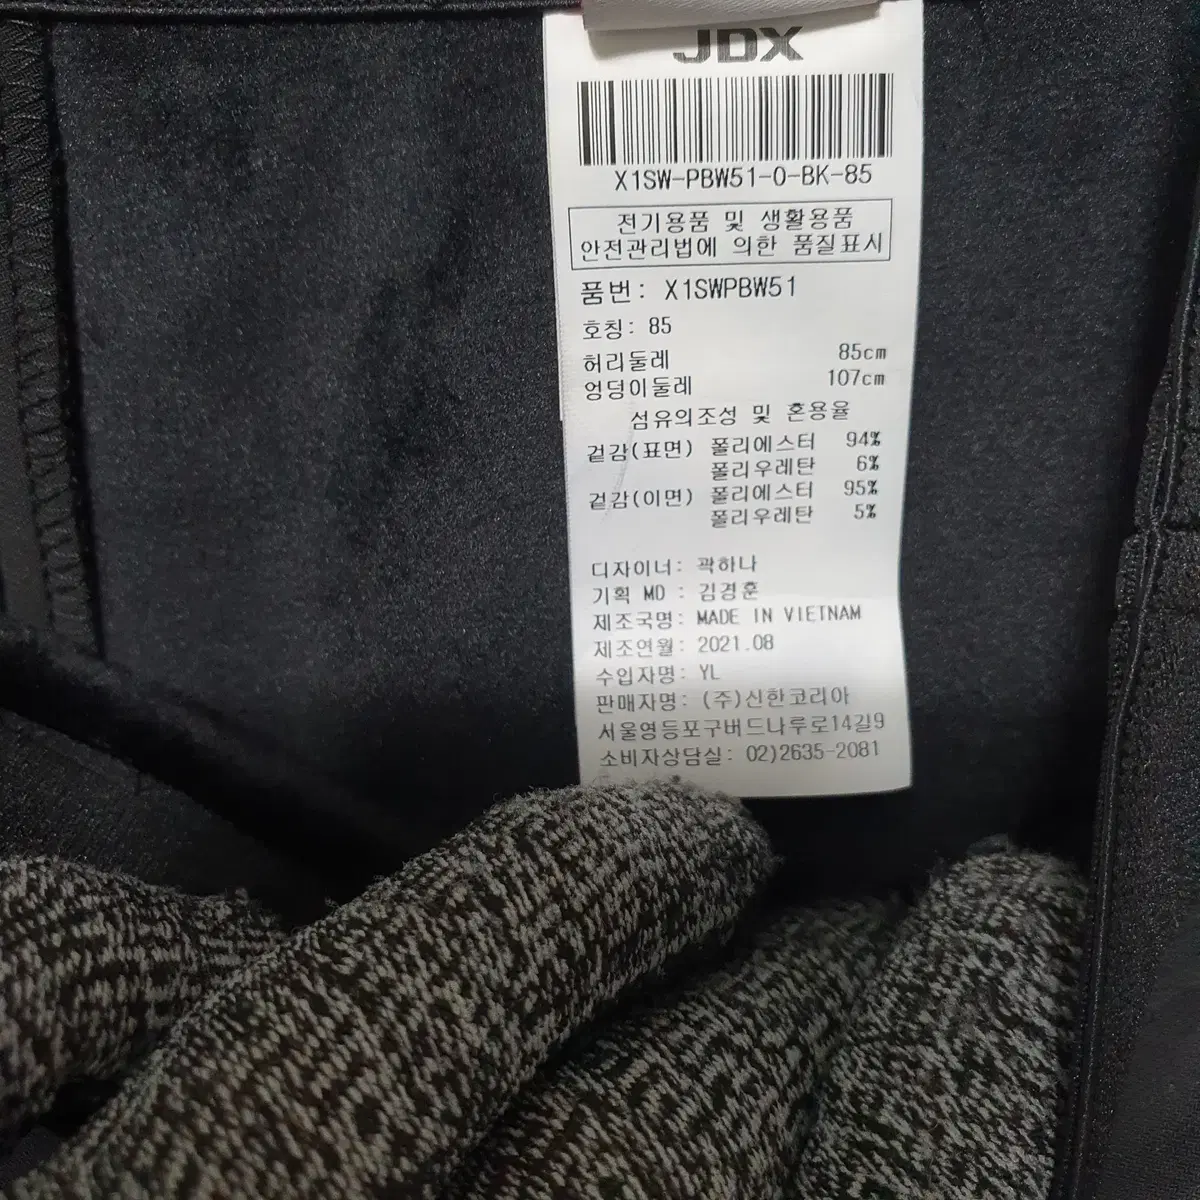 JDX
X1SW-PBW51-0-BK-85
전기용품 및 생활용품
안전관리법에 의한 품질표시
품번: X1SWPBW51
호칭: 85
허리둘레 85cm
엉덩이둘레 107cm
섬유의조성 및 혼용율
겉감(표면) 폴리에스터 94%
폴리우레탄 6%
겉감(이면) 폴리에스터 95%
폴리우레탄 5%
디자이너: 곽하나
기획 MD : 김경훈
제조국명: MADE IN VIETNAM
제조연월: 2021.08
수입자명: YL
판매자명: (주)신한코리아
서울영등포구버드나루로14길9
소비자상담실: 02)2635-2081